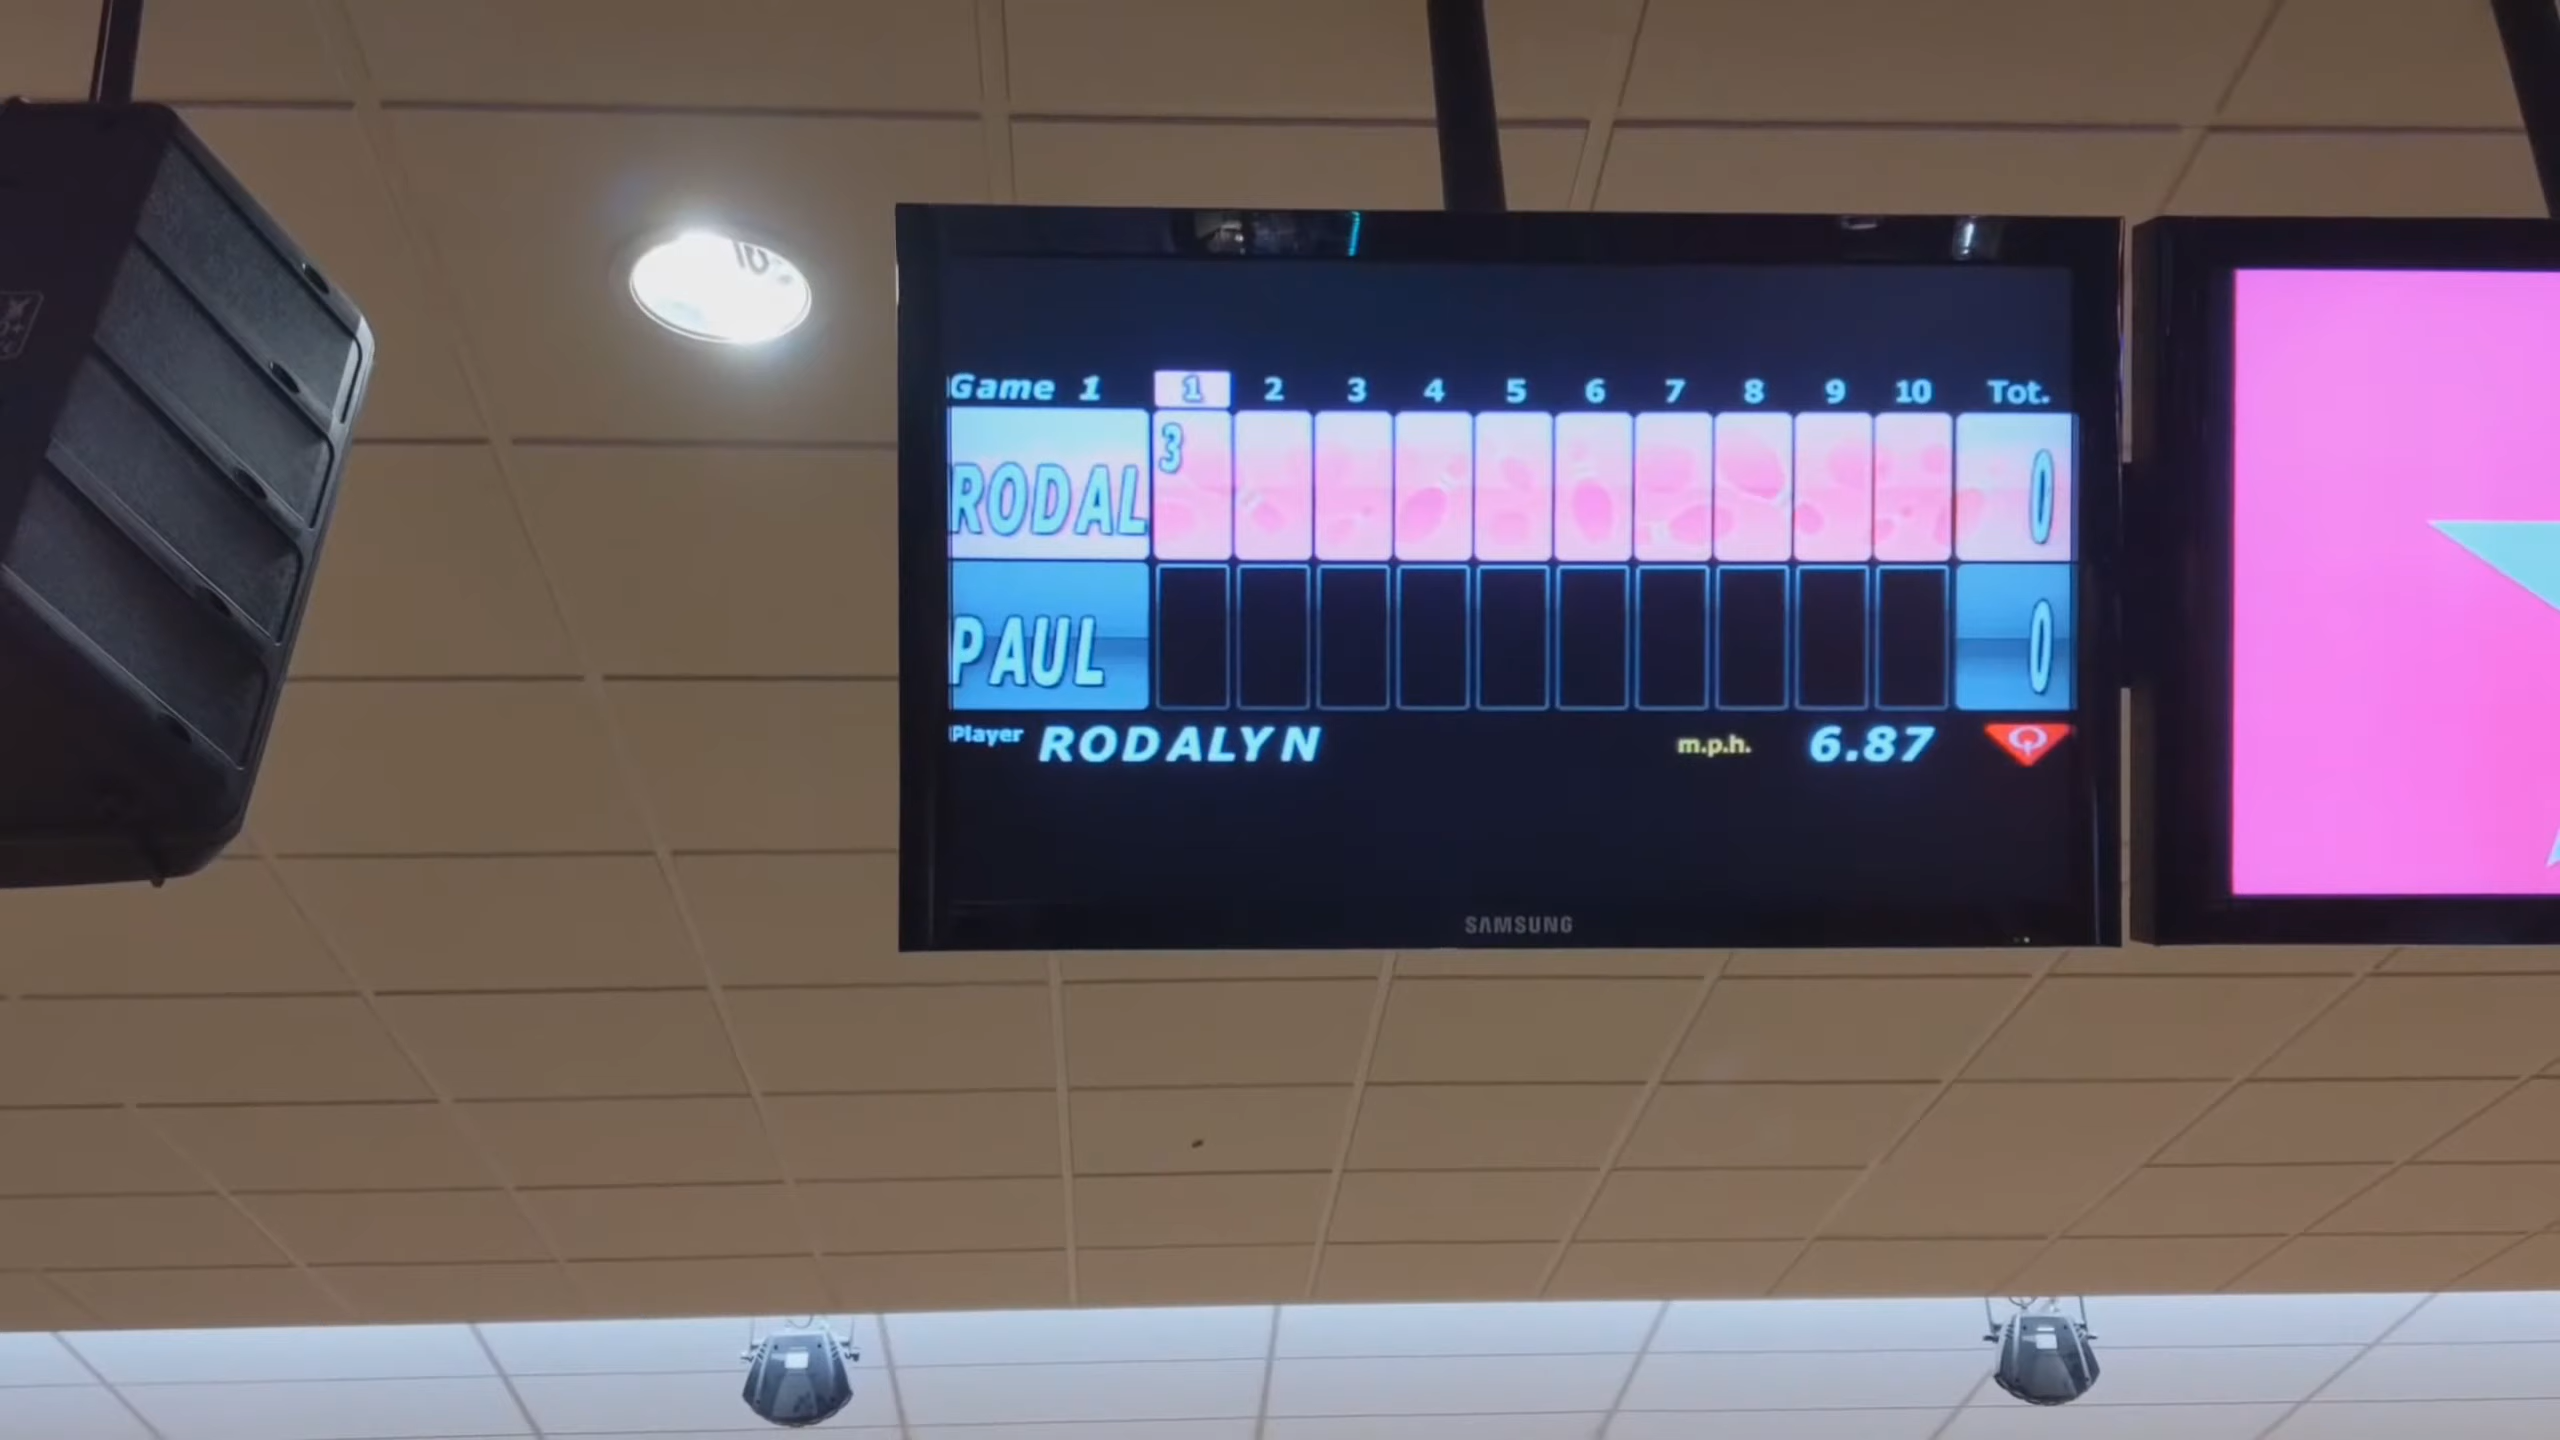 Game 1 1 2 3 4 5 6 7 8 9 10 Tot.
RODAL 3 0
PAUL 0
Player RODALYN m.p.h. 6.87
SAMSUNG